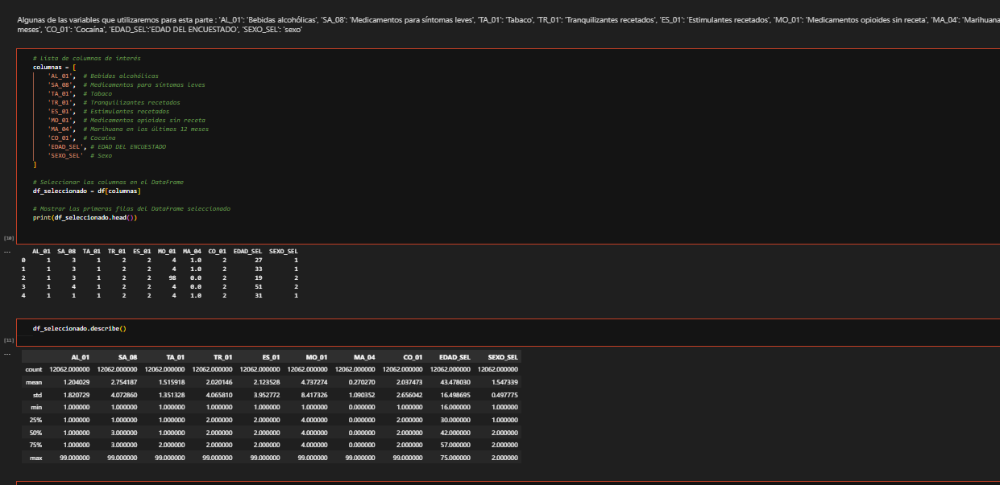 Algunas de las variables que utilizaremos para esta parte : 'AL_01': 'Bebidas alcohólicas', 'SA_08': 'Medicamentos para síntomas leves', 'TA_01': 'Tabaco', 'TR_01': 'Tranquilizantes recetados', 'ES_01': 'Estimulantes recetados', 'MO_01': 'Medicamentos opioides sin receta', 'MA_04': 'Marihuana
meses', 'CO_01': 'Cocaína', 'EDAD_SEL':'EDAD DEL ENCUESTADO', 'SEXO_SEL': 'sexo'
# Lista de columnas de interés
columnas = [
'AL_01', # Bebidas alcohólicas
'SA_08', # Medicamentos para síntomas leves
'TA_01', # Tabaco
'TR_01', # Tranquilizantes recetados
'ES_01', # Estimulantes recetados
'MO_01', # Medicamentos opioides sin receta
'MA_04', # Marihuana en los últimos 12 meses
'CO_01', # Cocaína
'EDAD_SEL', # EDAD DEL ENCUESTADO
'SEXO_SEL' # Sexo
]
# Seleccionar las columnas en el DataFrame
df_seleccionado = df[columnas]
# Mostrar las primeras filas del DataFrame seleccionado
print(df_seleccionado.head())
[10]
... AL_01 SA_08 TA_01 TR_01 ES_01 MO_01 MA_04 CO_01 EDAD_SEL SEXO_SEL
0 1 3 1 2 2 4 1.0 2 27 1
1 1 3 1 2 2 4 1.0 2 33 1
2 1 3 1 2 2 98 0.0 2 19 2
3 1 4 1 2 2 4 0.0 2 51 2
4 1 1 1 2 2 4 1.0 2 31 1
df_seleccionado.describe()
[11]
... AL_01 SA_08 TA_01 TR_01 ES_01 MO_01 MA_04 CO_01 EDAD_SEL SEXO_SEL
count 12062.000000 12062.000000 12062.000000 12062.000000 12062.000000 12062.000000 12062.000000 12062.000000 12062.000000 12062.000000
mean 1.204029 2.754187 1.515918 2.020146 2.123528 4.737274 0.270270 2.037473 43.478030 1.547339
std 1.820729 4.072860 1.351328 4.065810 3.952772 8.417326 1.090352 2.656042 16.498695 0.497775
min 1.000000 1.000000 1.000000 1.000000 1.000000 1.000000 0.000000 1.000000 16.000000 1.000000
25% 1.000000 1.000000 1.000000 2.000000 2.000000 4.000000 0.000000 2.000000 30.000000 1.000000
50% 1.000000 3.000000 1.000000 2.000000 2.000000 4.000000 0.000000 2.000000 42.000000 2.000000
75% 1.000000 3.000000 2.000000 2.000000 2.000000 4.000000 0.000000 2.000000 57.000000 2.000000
max 99.000000 99.000000 99.000000 99.000000 99.000000 99.000000 99.000000 99.000000 75.000000 2.000000